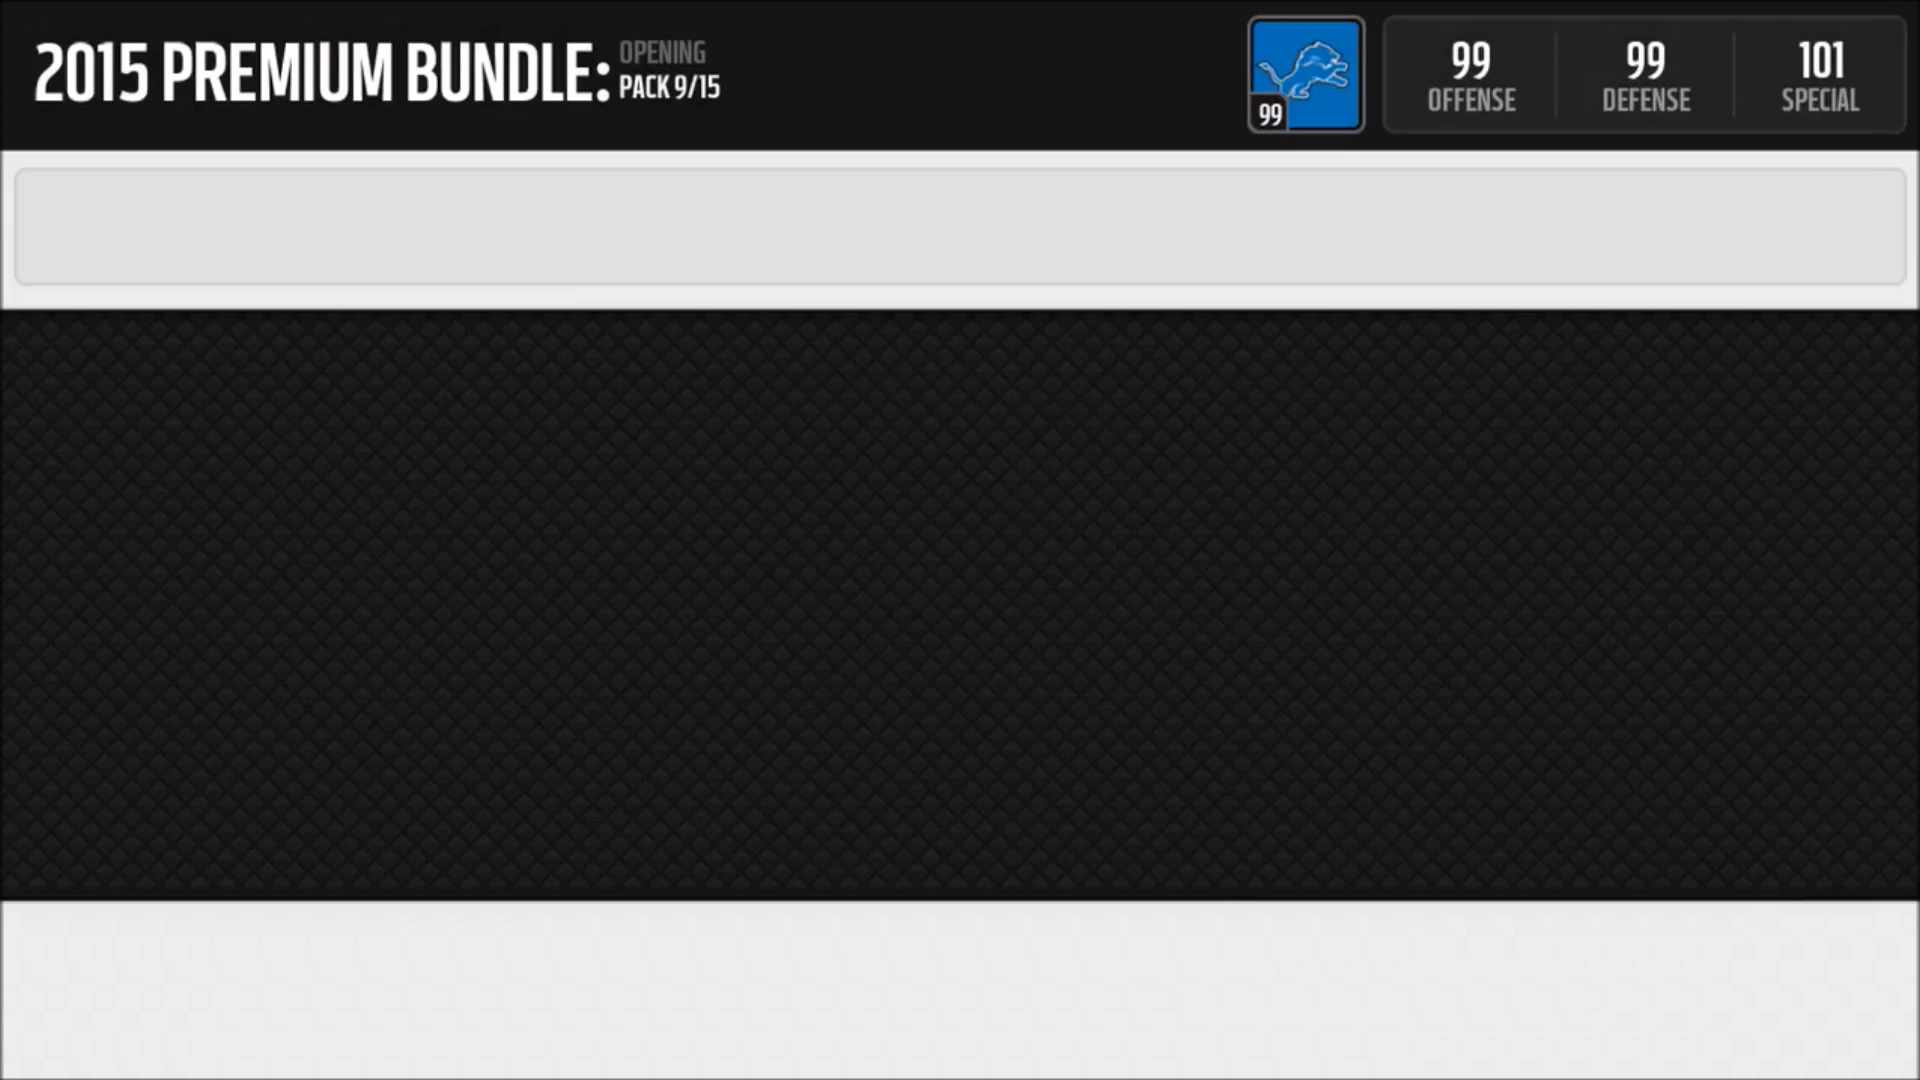 2015 PREMIUM BUNDLE:
OPENING
PACK 9/15
99
99
OFFENSE
99
DEFENSE
101
SPECIAL